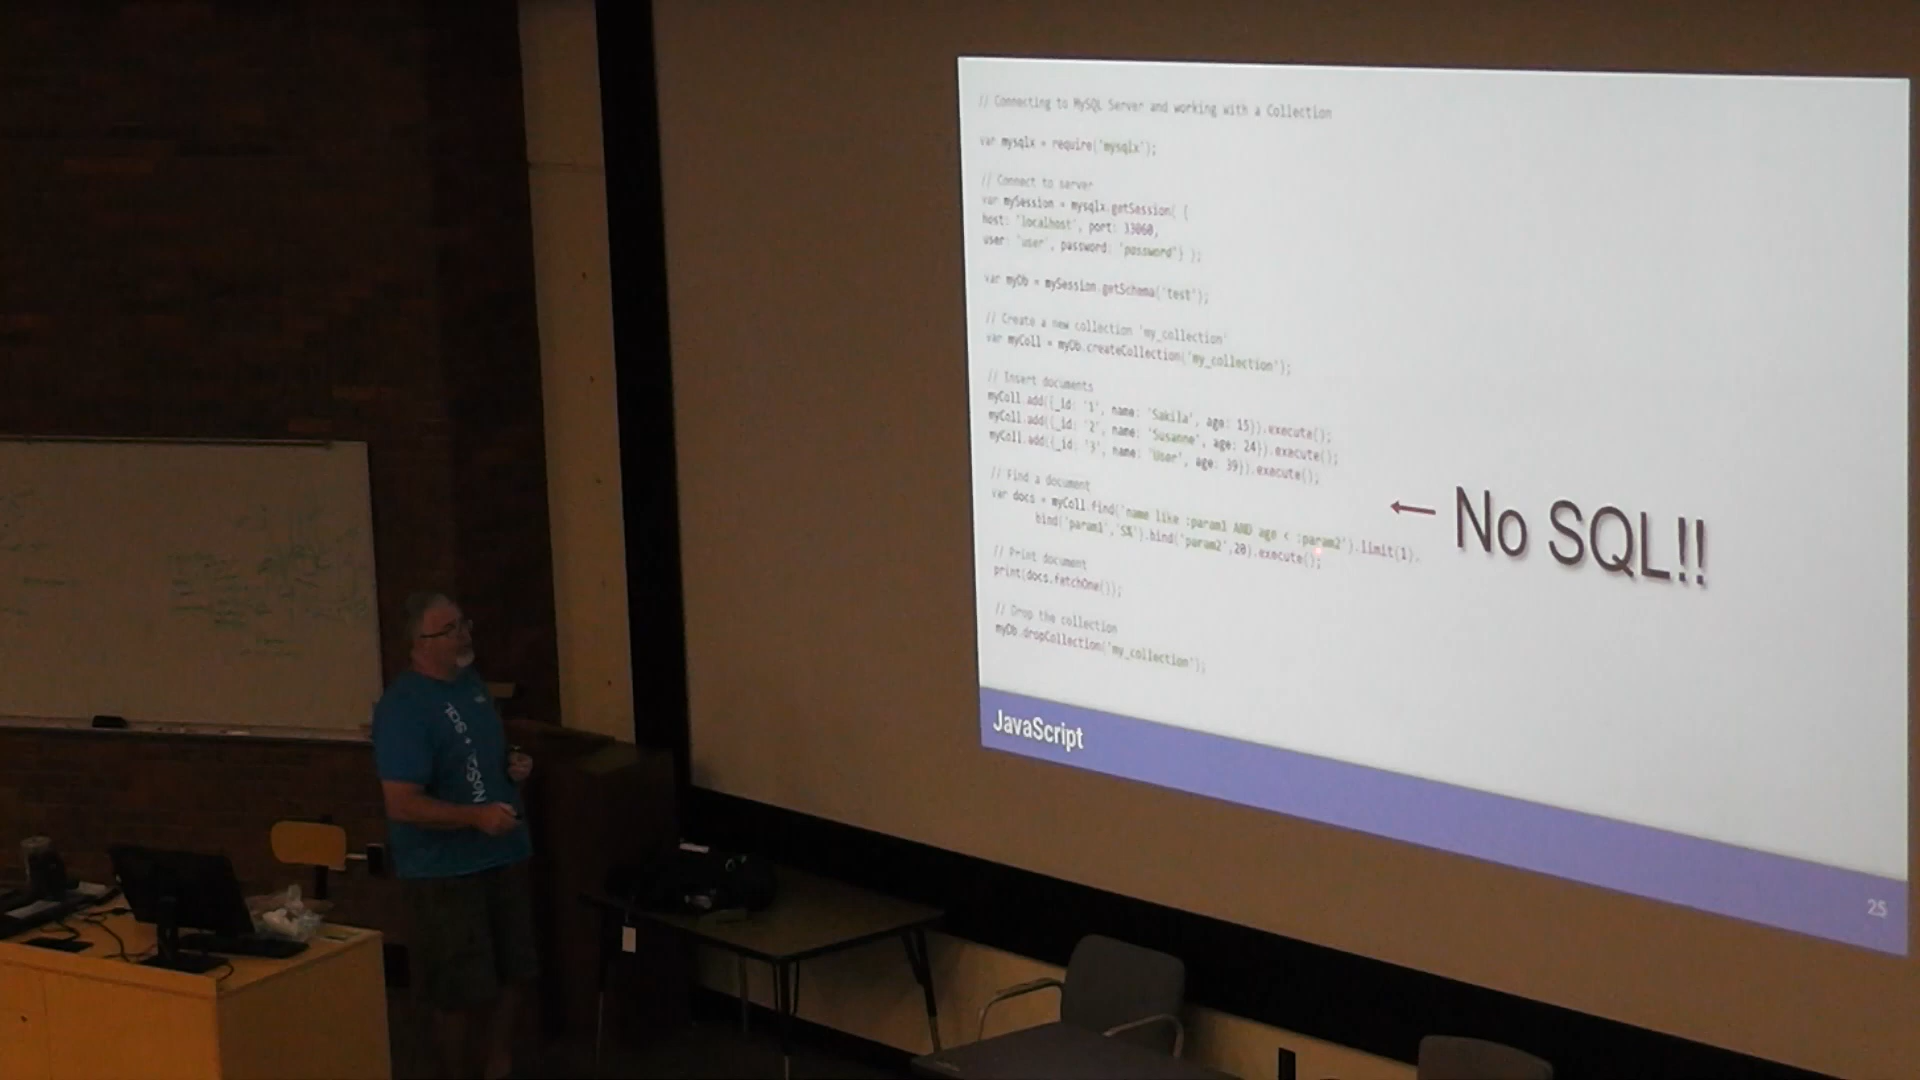 // Connecting to MySQL Server and working with a Collection
var mysqlx = require('mysqlx');
// Connect to server
var mySession = mysqlx.getSession( {
host: 'localhost', port: 33060,
user: 'user', password: 'password'} );
var myDb = mySession.getSchema('test');
// Create a new collection 'my_collection'
var myColl = myDb.createCollection('my_collection');
// Insert documents
myColl.add({_id: '1', name: 'Sakila', age: 15}).execute();
myColl.add({_id: '2', name: 'Susanne', age: 24}).execute();
myColl.add({_id: '3', name: 'User', age: 39}).execute();
// Find a document
var docs = myColl.find('name like :param1 AND age < :param2').limit(1).
bind('param1','S%').bind('param2',20).execute();
// Print document
print(docs.fetchOne());
// Drop the collection
myDb.dropCollection('my_collection');
← No SQL!!
JavaScript
25
SQL + NoSQL